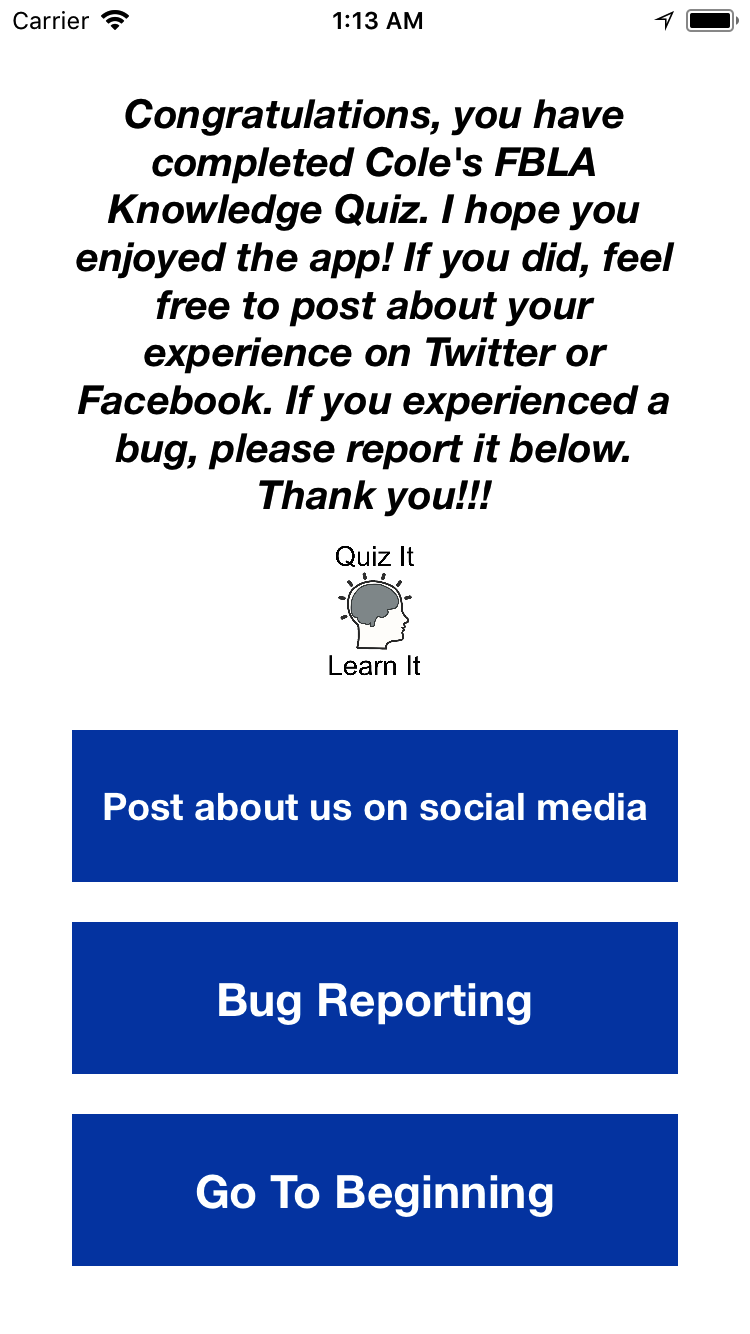 Carrier 1:13 AM
Congratulations, you have
completed Cole's FBLA
Knowledge Quiz. I hope you
enjoyed the app! If you did, feel
free to post about your
experience on Twitter or
Facebook. If you experienced a
bug, please report it below.
Thank you!!!
Quiz It
Learn It
Post about us on social media
Bug Reporting
Go To Beginning